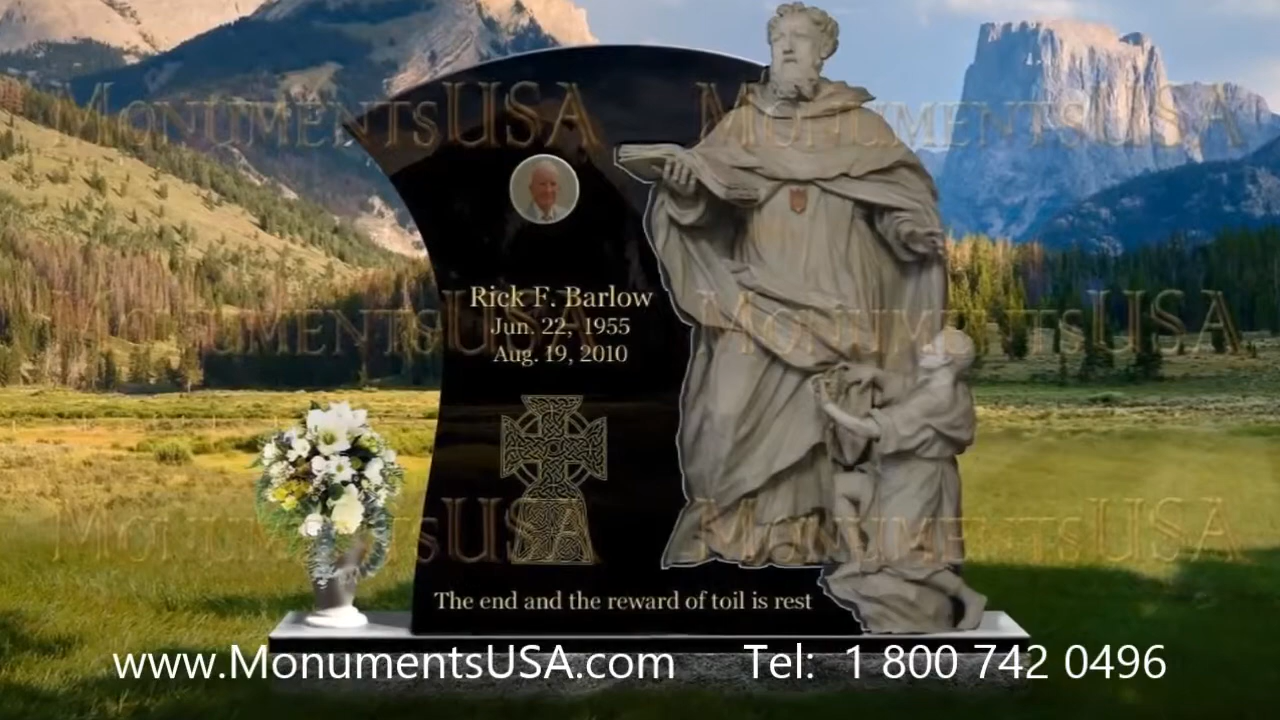 MonumentsUSA MonumentsUSA
Rick F. Barlow
Jun. 22, 1955
Aug. 19, 2010
MonumentsUSA MonumentsUSA
MonumentsUSA MonumentsUSA
The end and the reward of toil is rest
www.MonumentsUSA.com Tel: 1 800 742 0496